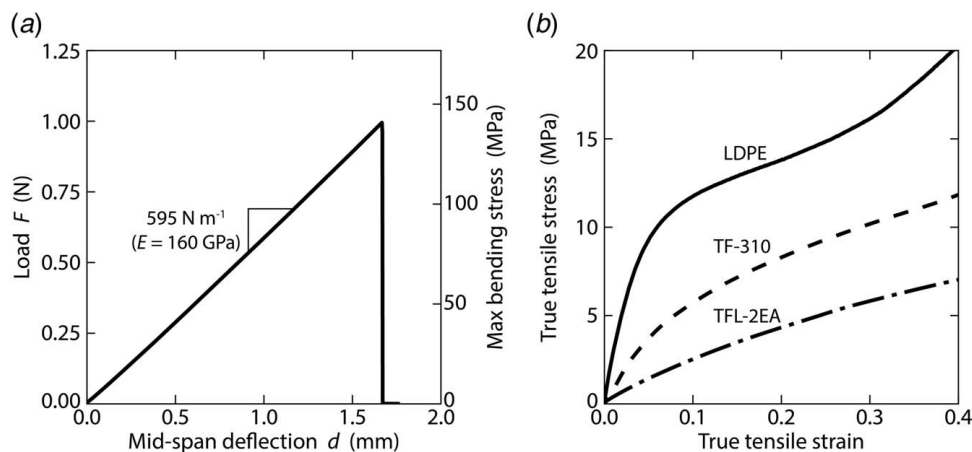 (a)
1.25
1.00
0.75
0.50
0.25
0.00
Load F (N)
595 N m⁻¹
(E = 160 GPa)
150
100
50
0
Max bending stress (MPa)
0.0 0.5 1.0 1.5 2.0
Mid-span deflection d (mm)
(b)
20
15
10
5
0
True tensile stress (MPa)
LDPE
TF-310
TFL-2EA
0.0 0.1 0.2 0.3 0.4
True tensile strain